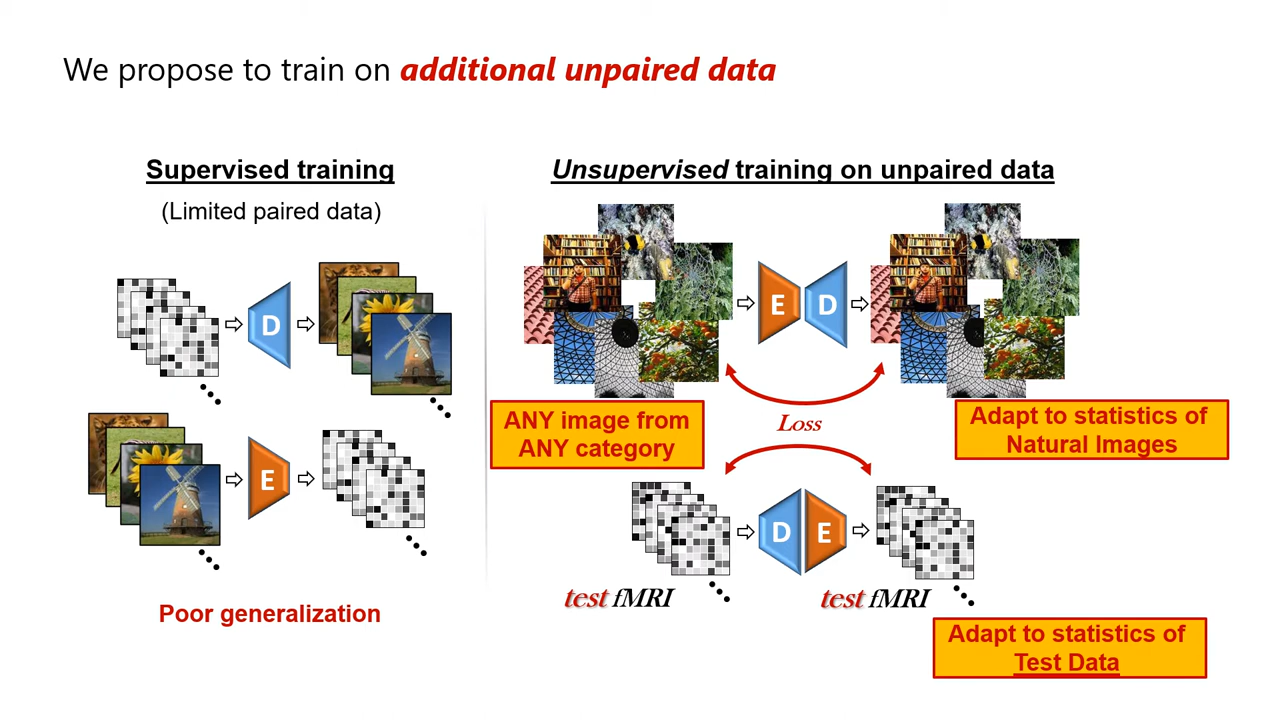 We propose to train on additional unpaired data
Supervised training
(Limited paired data)
D
E
Poor generalization
Unsupervised training on unpaired data
E D
ANY image from
ANY category
Loss
Adapt to statistics of
Natural Images
D E
test fMRI
test fMRI
Adapt to statistics of
Test Data